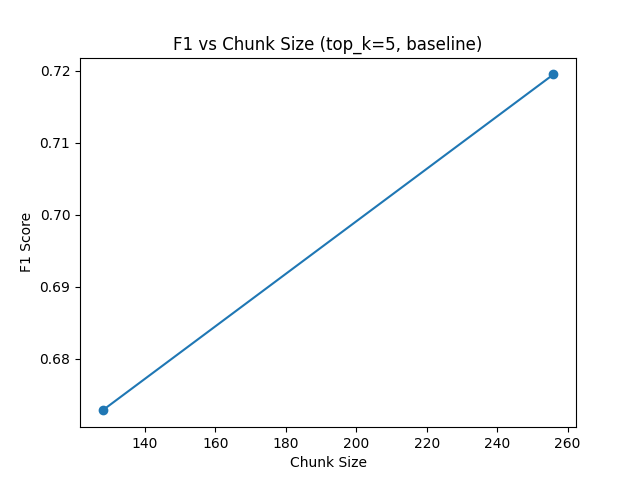 F1 vs Chunk Size (top_k=5, baseline)
0.72
0.71
0.70
0.69
0.68
F1 Score
140 160 180 200 220 240 260
Chunk Size